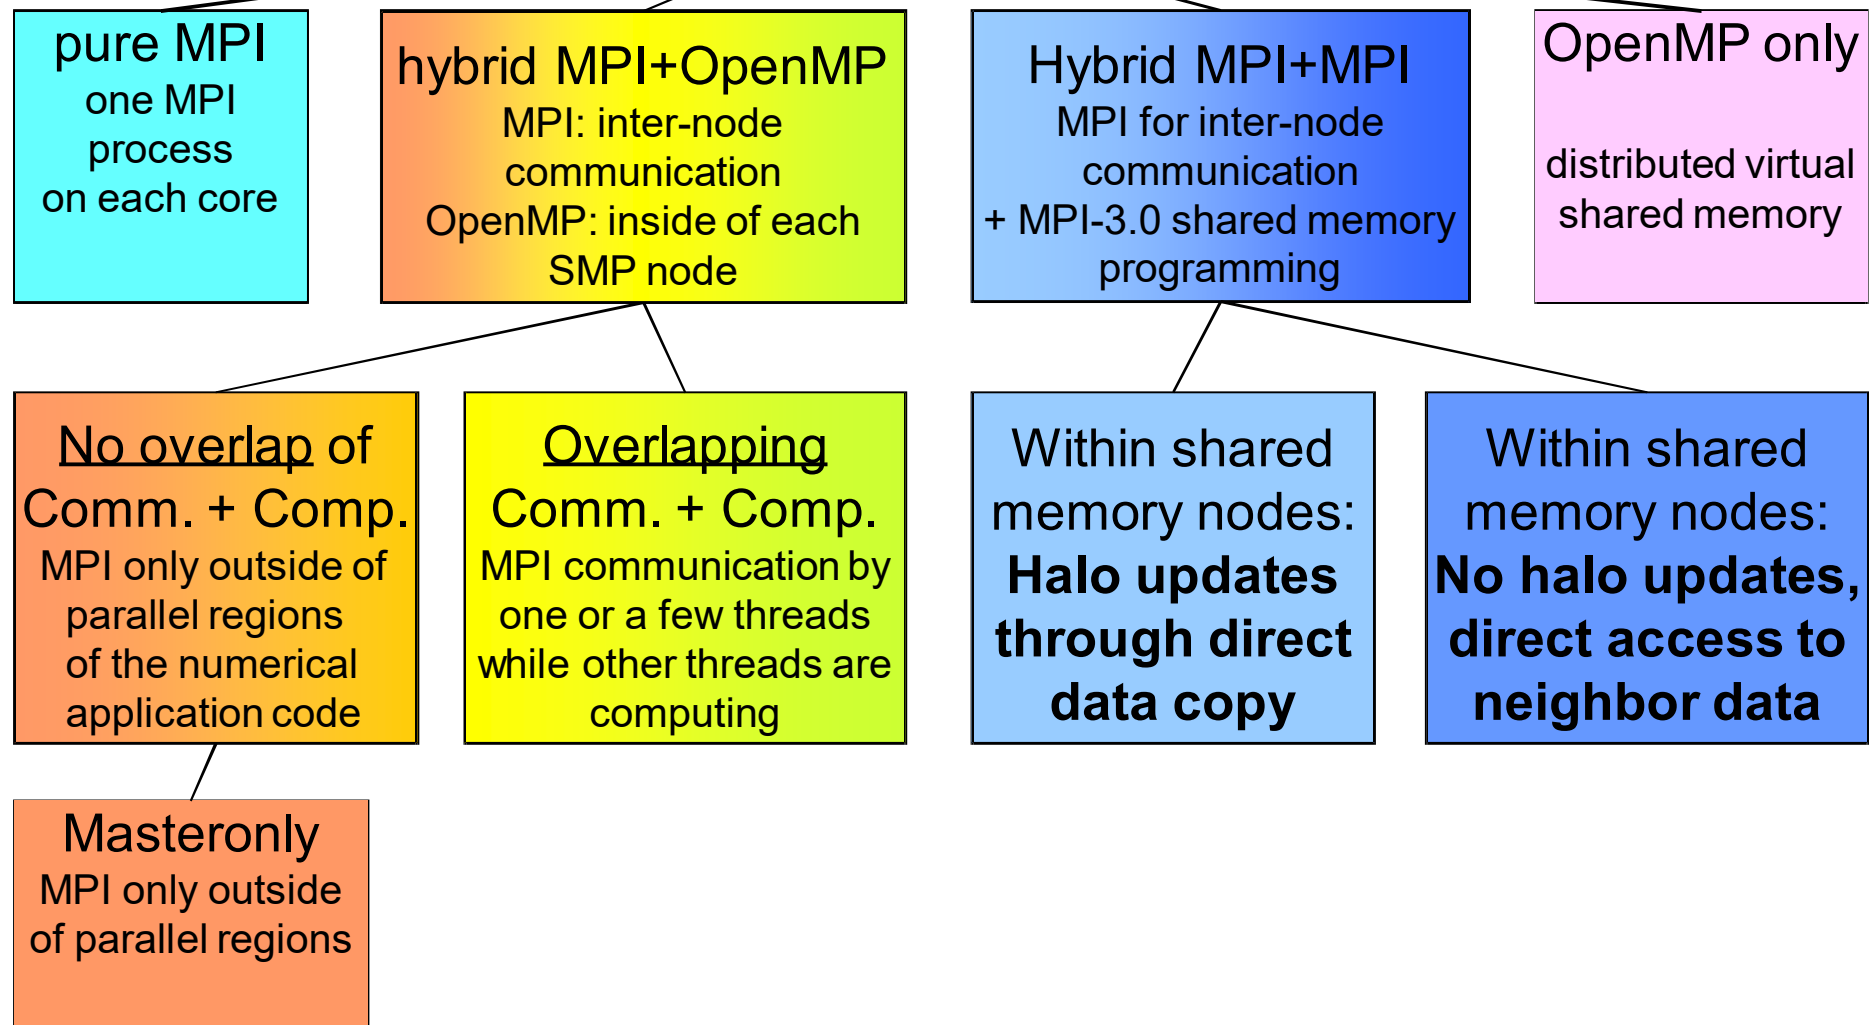 pure MPI
one MPI
process
on each core
hybrid MPI+OpenMP
MPI: inter-node
communication
OpenMP: inside of each
SMP node
Hybrid MPI+MPI
MPI for inter-node
communication
+ MPI-3.0 shared memory
programming
OpenMP only
distributed virtual
shared memory
No overlap of
Comm. + Comp.
MPI only outside of
parallel regions
of the numerical
application code
Overlapping
Comm. + Comp.
MPI communication by
one or a few threads
while other threads are
computing
Within shared
memory nodes:
Halo updates
through direct
data copy
Within shared
memory nodes:
No halo updates,
direct access to
neighbor data
Masteronly
MPI only outside
of parallel regions